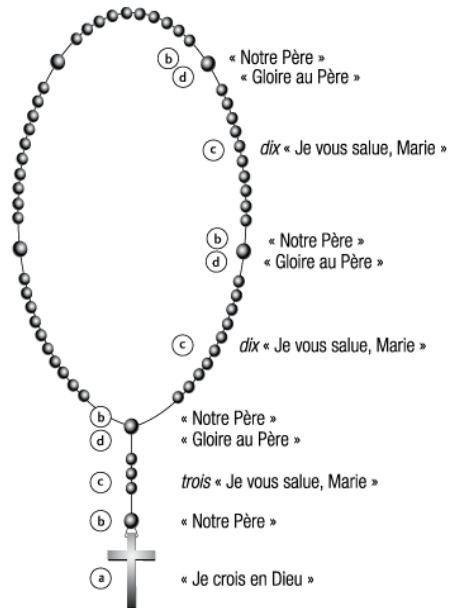 b « Notre Père »
d « Gloire au Père »
c dix « Je vous salue, Marie »
b « Notre Père »
d « Gloire au Père »
c dix « Je vous salue, Marie »
b « Notre Père »
d « Gloire au Père »
c trois « Je vous salue, Marie »
b « Notre Père »
a « Je crois en Dieu »